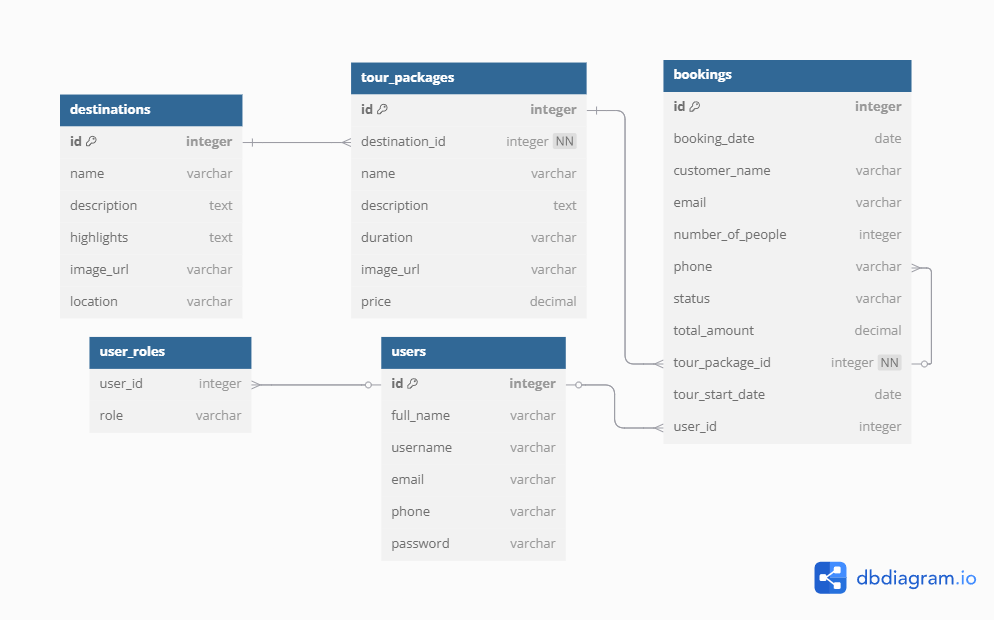 destinations
id integer
name varchar
description text
highlights text
image_url varchar
location varchar
tour_packages
id integer
destination_id integer NN
name varchar
description text
duration varchar
image_url varchar
price decimal
bookings
id integer
booking_date date
customer_name varchar
email varchar
number_of_people integer
phone varchar
status varchar
total_amount decimal
tour_package_id integer NN
tour_start_date date
user_id integer
user_roles
user_id integer
role varchar
users
id integer
full_name varchar
username varchar
email varchar
phone varchar
password varchar
dbdiagram.io